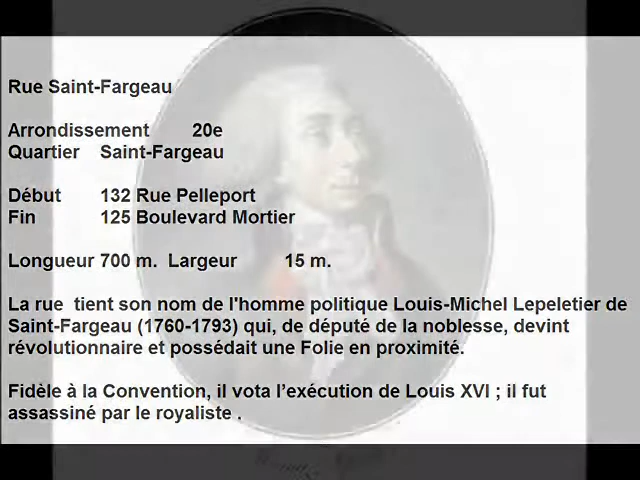 Rue Saint-Fargeau
Arrondissement 20e
Quartier Saint-Fargeau
Début 132 Rue Pelleport
Fin 125 Boulevard Mortier
Longueur 700 m. Largeur 15 m.
La rue tient son nom de l'homme politique Louis-Michel Lepeletier de
Saint-Fargeau (1760-1793) qui, de député de la noblesse, devint
révolutionnaire et possédait une Folie en proximité.
Fidèle à la Convention, il vota l’exécution de Louis XVI ; il fut
assassiné par le royaliste .